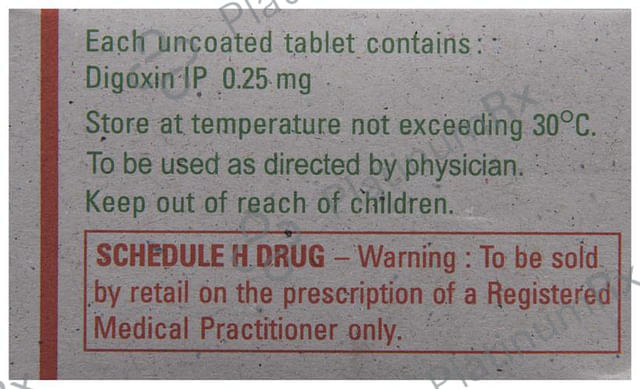 Each uncoated tablet contains :
Digoxin IP 0.25 mg
Store at temperature not exceeding 30°C.
To be used as directed by physician.
Keep out of reach of children.
SCHEDULE H DRUG – Warning : To be sold
by retail on the prescription of a Registered
Medical Practitioner only.
Platinum Rx